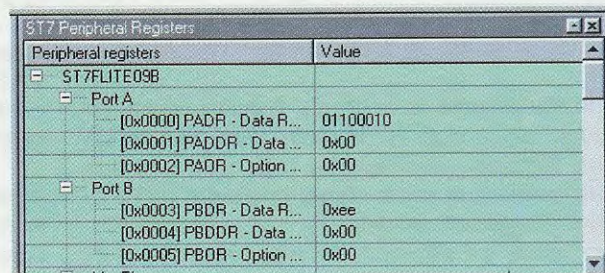 ST7 Peripheral Registers
Peripheral registers Value
ST7FLITE09B
Port A
[0x0000] PADR - Data R... 01100010
[0x0001] PADDR - Data ... 0x00
[0x0002] PAOR - Option ... 0x00
Port B
[0x0003] PBDR - Data R... 0xee
[0x0004] PBDDR - Data ... 0x00
[0x0005] PBOR - Option ... 0x00